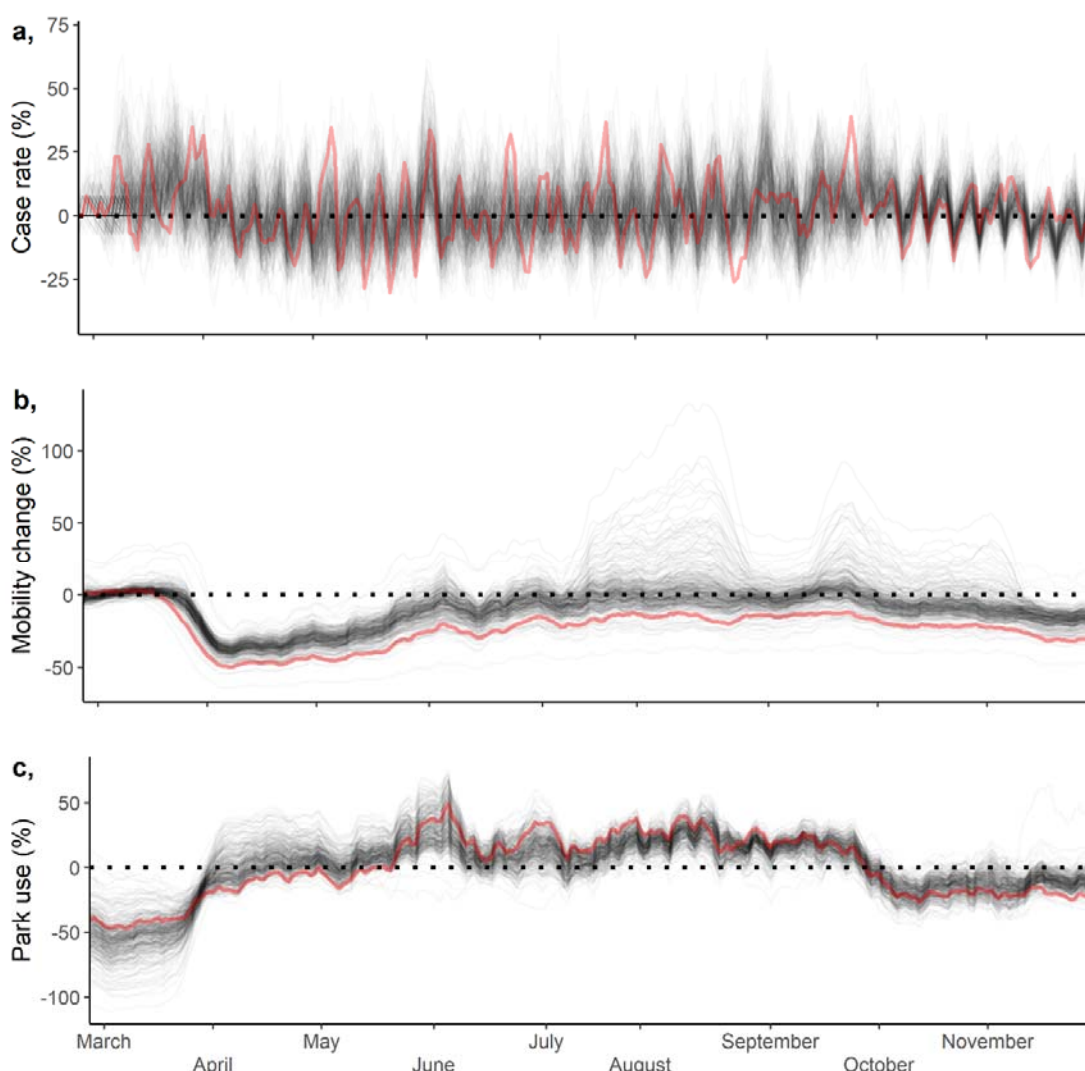 a,
Case rate (%)
75
50
25
0
-25
b,
Mobility change (%)
100
50
0
-50
c,
Park use (%)
50
0
-50
-100
March May June July September November
April August October